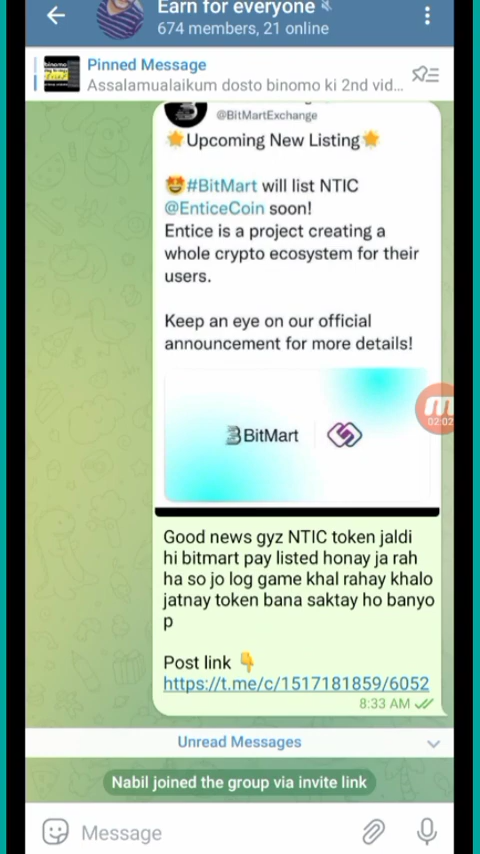 Earn for everyone
674 members, 21 online
Pinned Message
Assalamualaikum dosto binomo ki 2nd vid...
@BitMartExchange
Upcoming New Listing
#BitMart will list NTIC
@EnticeCoin soon!
Entice is a project creating a
whole crypto ecosystem for their
users.
Keep an eye on our official
announcement for more details!
BitMart
02:02
Good news gyz NTIC token jaldi
hi bitmart pay listed honay ja rah
ha so jo log game khal rahay khalo
jatnay token bana saktay ho banyo
p
Post link
https://t.me/c/1517181859/6052
8:33 AM
Unread Messages
Nabil joined the group via invite link
Message